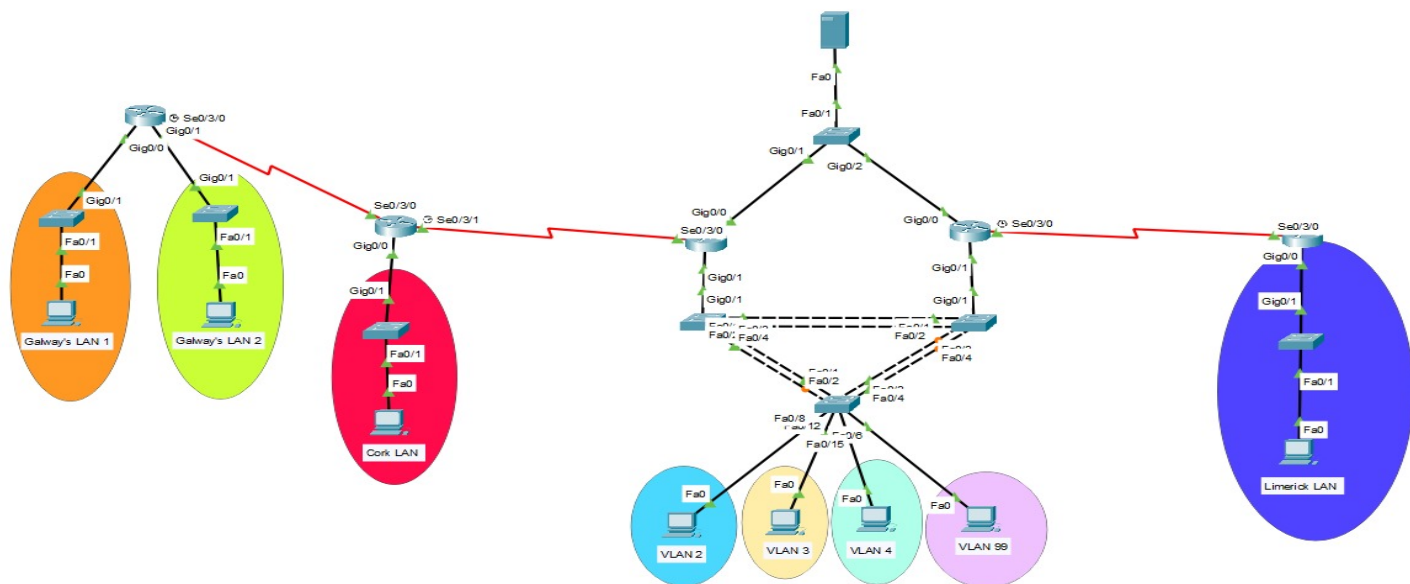 Fa0
Fa0/1
Se0/3/0
Gig0/1
Gig0/0
Gig0/1
Gig0/2
Gig0/1
Gig0/1
Se0/3/0
Se0/3/1
Gig0/0
Gig0/0
Se0/3/0
Se0/3/0
Gig0/0
Se0/3/0
Gig0/0
Fa0/1
Fa0/1
Gig0/1
Gig0/1
Fa0
Fa0
Gig0/1
Gig0/1
Gig0/1
Gig0/1
Galway's LAN 1
Galway's LAN 2
Fa0/4
Fa0/2
Fa0/4
Fa0/1
Fa0
Fa0/2
Fa0/4
Fa0/1
Fa0/8
Fa0/15
Fa0
Cork LAN
Limerick LAN
Fa0
Fa0
Fa0
Fa0
VLAN 2
VLAN 3
VLAN 4
VLAN 99